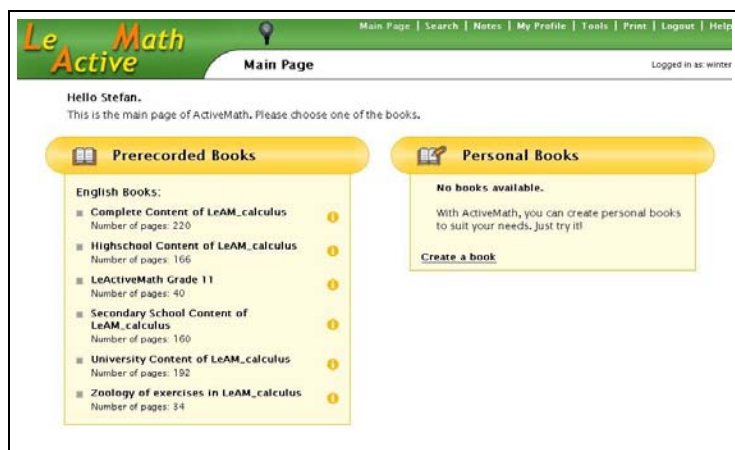 Le Active Math
Main Page | Search | Notes | My Profile | Tools | Print | Logout | Help
Main Page
Logged in as: winter
Hello Stefan.
This is the main page of ActiveMath. Please choose one of the books.
Prerecorded Books
English Books:
Complete Content of LeAM_calculus
Number of pages: 220
Highschool Content of LeAM_calculus
Number of pages: 166
LeActiveMath Grade 11
Number of pages: 40
Secondary School Content of
LeAM_calculus
Number of pages: 160
University Content of LeAM_calculus
Number of pages: 192
Zoology of exercises in LeAM_calculus
Number of pages: 34
Personal Books
No books available.
With ActiveMath, you can create personal books
to suit your needs. Just try it!
Create a book